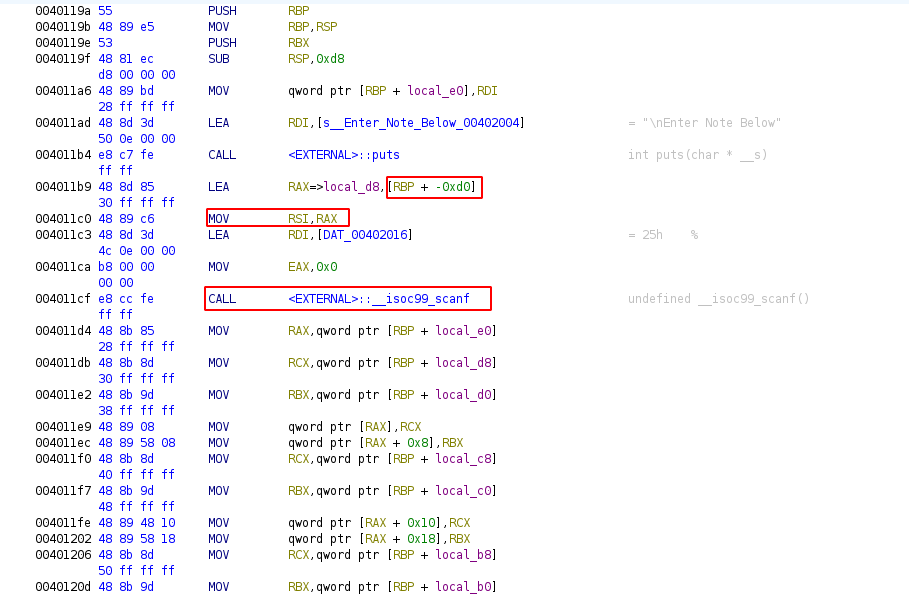 0040119a 55 PUSH RBP
0040119b 48 89 e5 MOV RBP,RSP
0040119e 53 PUSH RBX
0040119f 48 81 ec SUB RSP,0xd8
d8 00 00 00
004011a6 48 89 bd MOV qword ptr [RBP + local_e0],RDI
28 ff ff ff
004011ad 48 8d 3d LEA RDI,[s__Enter_Note_Below_00402004] = "\nEnter Note Below"
50 0e 00 00
004011b4 e8 c7 fe CALL <EXTERNAL>::puts int puts(char * __s)
ff ff
004011b9 48 8d 85 LEA RAX=>local_d8,[RBP + -0xd0]
30 ff ff ff
004011c0 48 89 c6 MOV RSI,RAX
004011c3 48 8d 3d LEA RDI,[DAT_00402016] = 25h %
4c 0e 00 00
004011ca b8 00 00 MOV EAX,0x0
00 00
004011cf e8 cc fe CALL <EXTERNAL>::__isoc99_scanf undefined __isoc99_scanf()
ff ff
004011d4 48 8b 85 MOV RAX,qword ptr [RBP + local_e0]
28 ff ff ff
004011db 48 8b 8d MOV RCX,qword ptr [RBP + local_d8]
30 ff ff ff
004011e2 48 8b 9d MOV RBX,qword ptr [RBP + local_d0]
38 ff ff ff
004011e9 48 89 08 MOV qword ptr [RAX],RCX
004011ec 48 89 58 08 MOV qword ptr [RAX + 0x8],RBX
004011f0 48 8b 8d MOV RCX,qword ptr [RBP + local_c8]
40 ff ff ff
004011f7 48 8b 9d MOV RBX,qword ptr [RBP + local_c0]
48 ff ff ff
004011fe 48 89 48 10 MOV qword ptr [RAX + 0x10],RCX
00401202 48 89 58 18 MOV qword ptr [RAX + 0x18],RBX
00401206 48 8b 8d MOV RCX,qword ptr [RBP + local_b8]
50 ff ff ff
0040120d 48 8b 9d MOV RBX,qword ptr [RBP + local_b0]